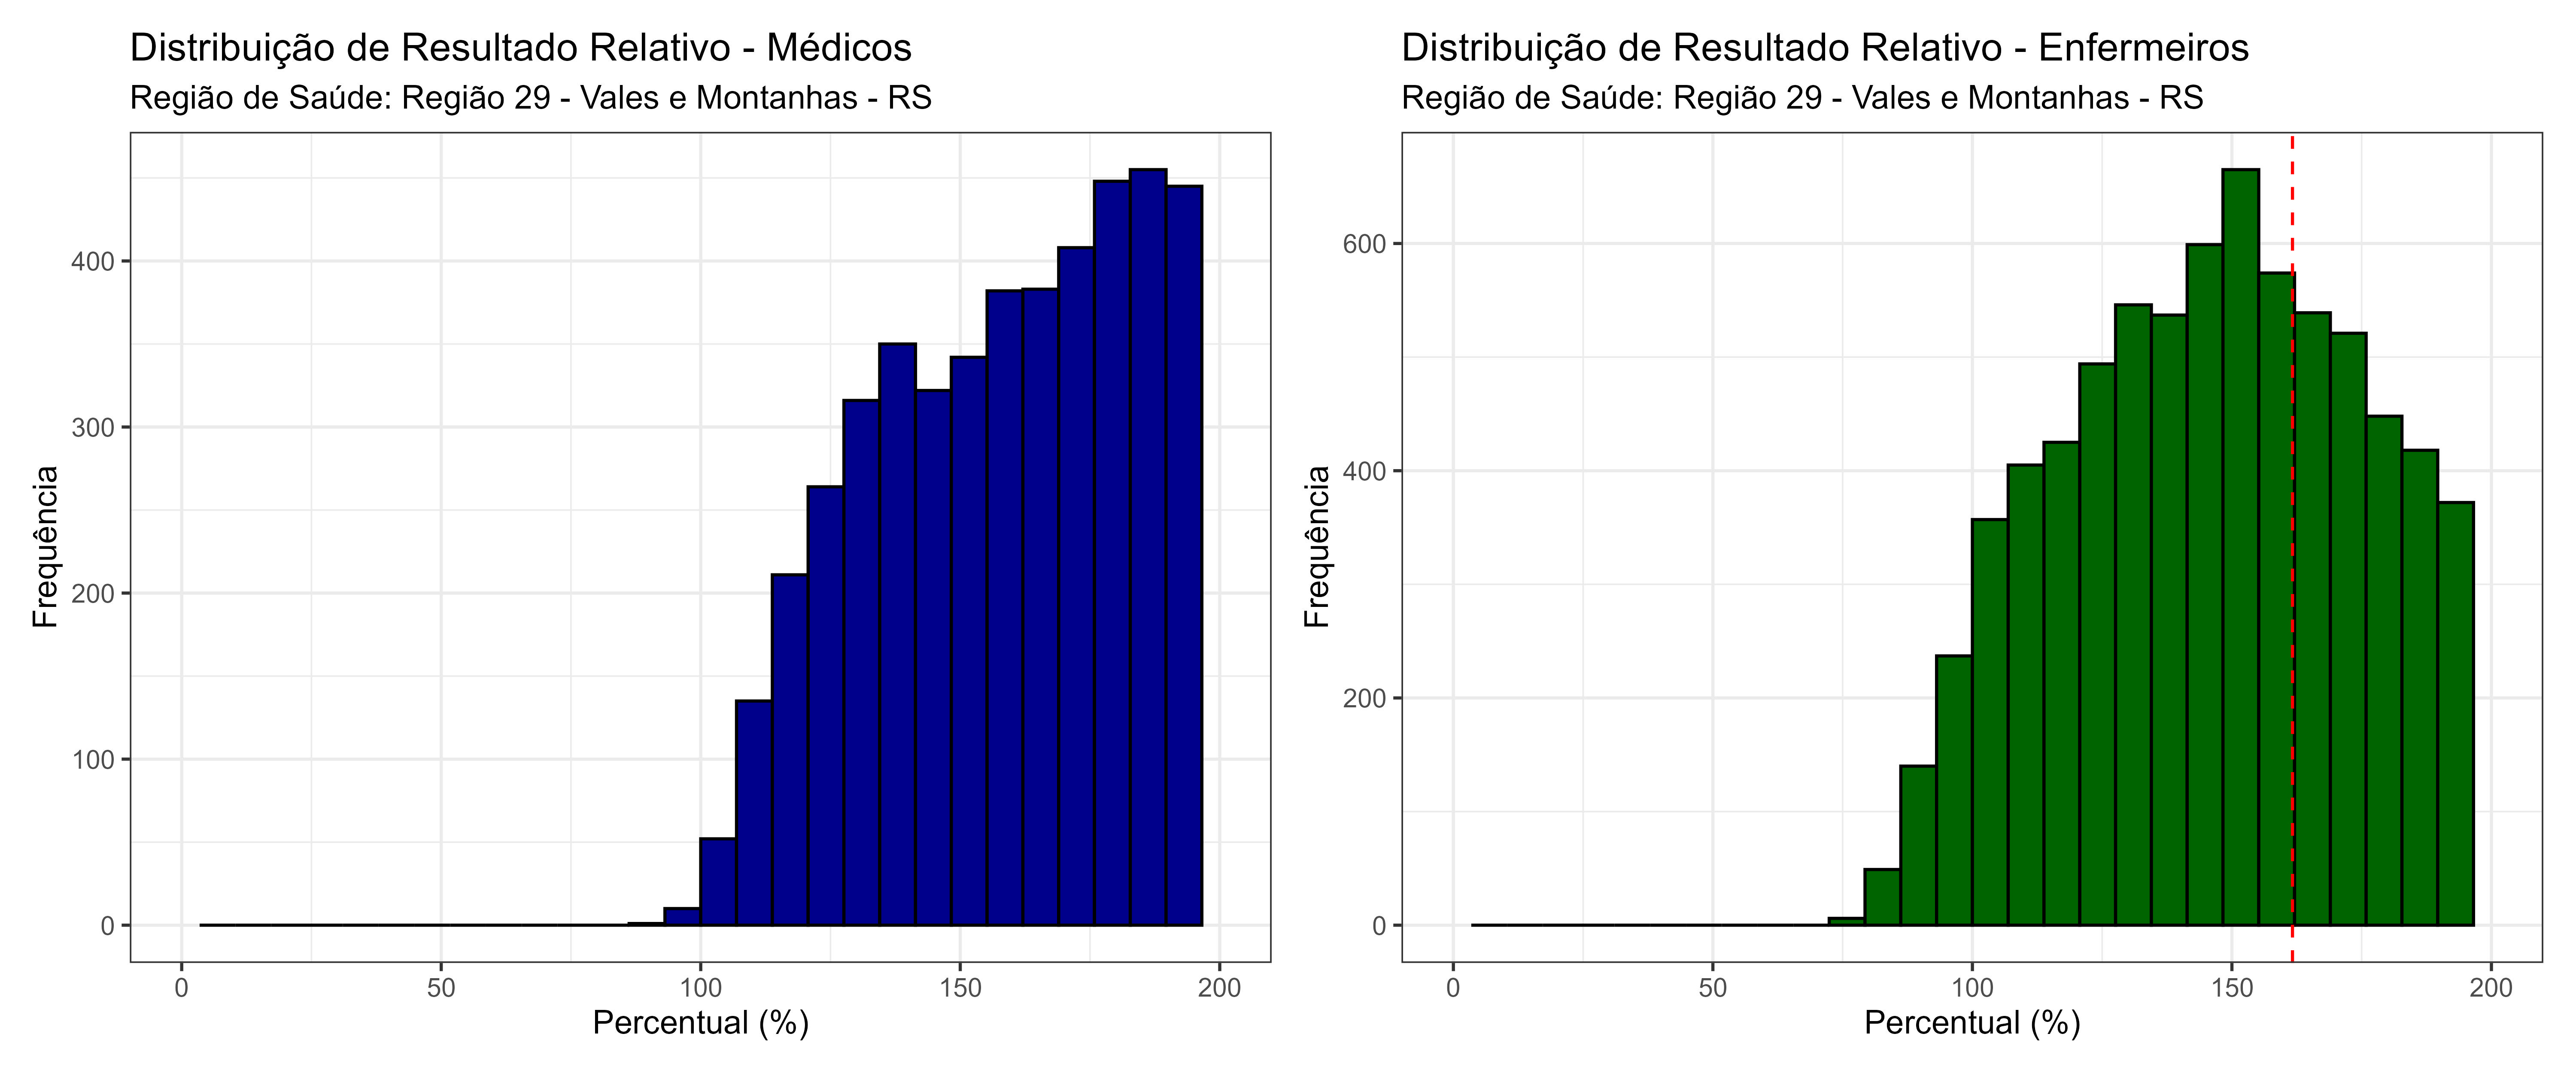 Distribuição de Resultado Relativo - Médicos
Região de Saúde: Região 29 - Vales e Montanhas - RS
Frequência
400
300
200
100
0
0
50
100
150
200
Percentual (%)
Distribuição de Resultado Relativo - Enfermeiros
Região de Saúde: Região 29 - Vales e Montanhas - RS
Frequência
600
400
200
0
0
50
100
150
200
Percentual (%)